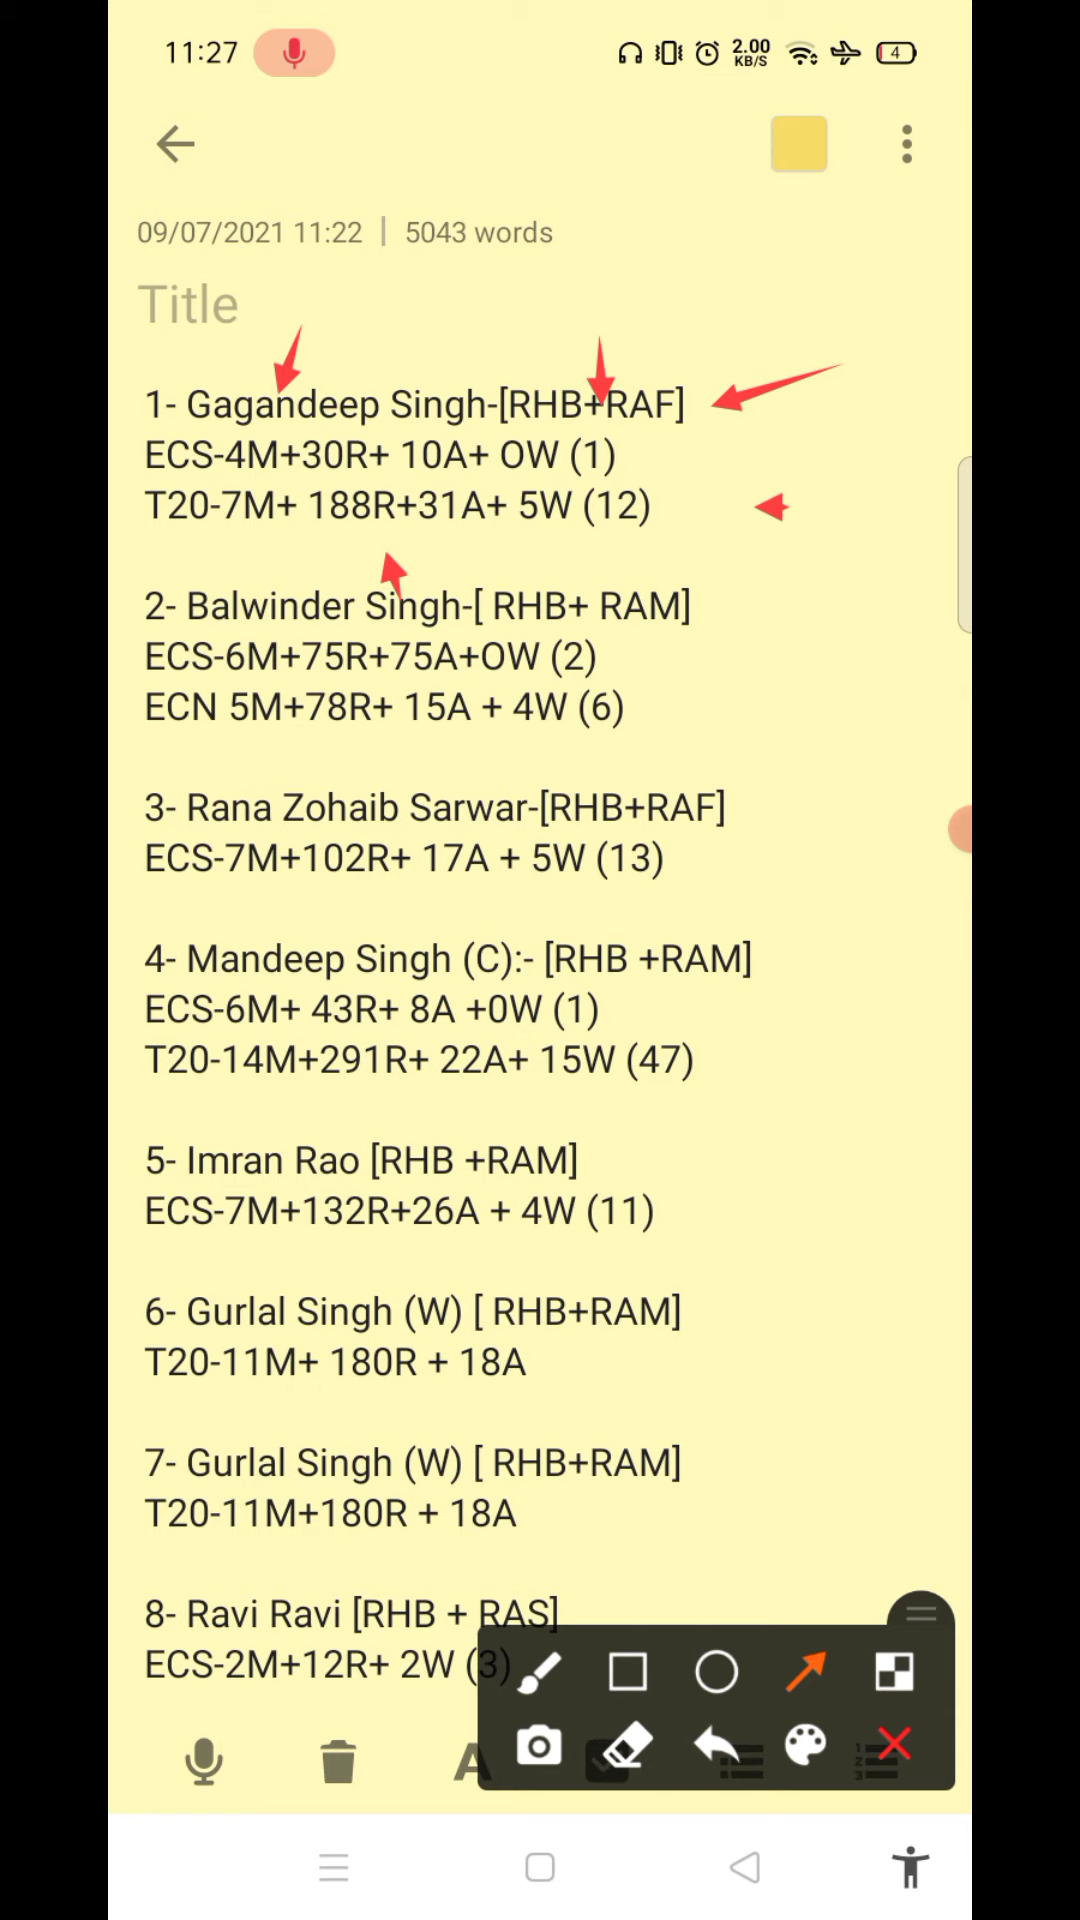 11:27
2.00
KB/S
4
09/07/2021 11:22 | 5043 words
Title
1- Gagandeep Singh-[RHB+RAF]
ECS-4M+30R+ 10A+ OW (1)
T20-7M+ 188R+31A+ 5W (12)
2- Balwinder Singh-[ RHB+ RAM]
ECS-6M+75R+75A+OW (2)
ECN 5M+78R+ 15A + 4W (6)
3- Rana Zohaib Sarwar-[RHB+RAF]
ECS-7M+102R+ 17A + 5W (13)
4- Mandeep Singh (C):- [RHB +RAM]
ECS-6M+ 43R+ 8A +0W (1)
T20-14M+291R+ 22A+ 15W (47)
5- Imran Rao [RHB +RAM]
ECS-7M+132R+26A + 4W (11)
6- Gurlal Singh (W) [ RHB+RAM]
T20-11M+ 180R + 18A
7- Gurlal Singh (W) [ RHB+RAM]
T20-11M+180R + 18A
8- Ravi Ravi [RHB + RAS]
ECS-2M+12R+ 2W (3)
A